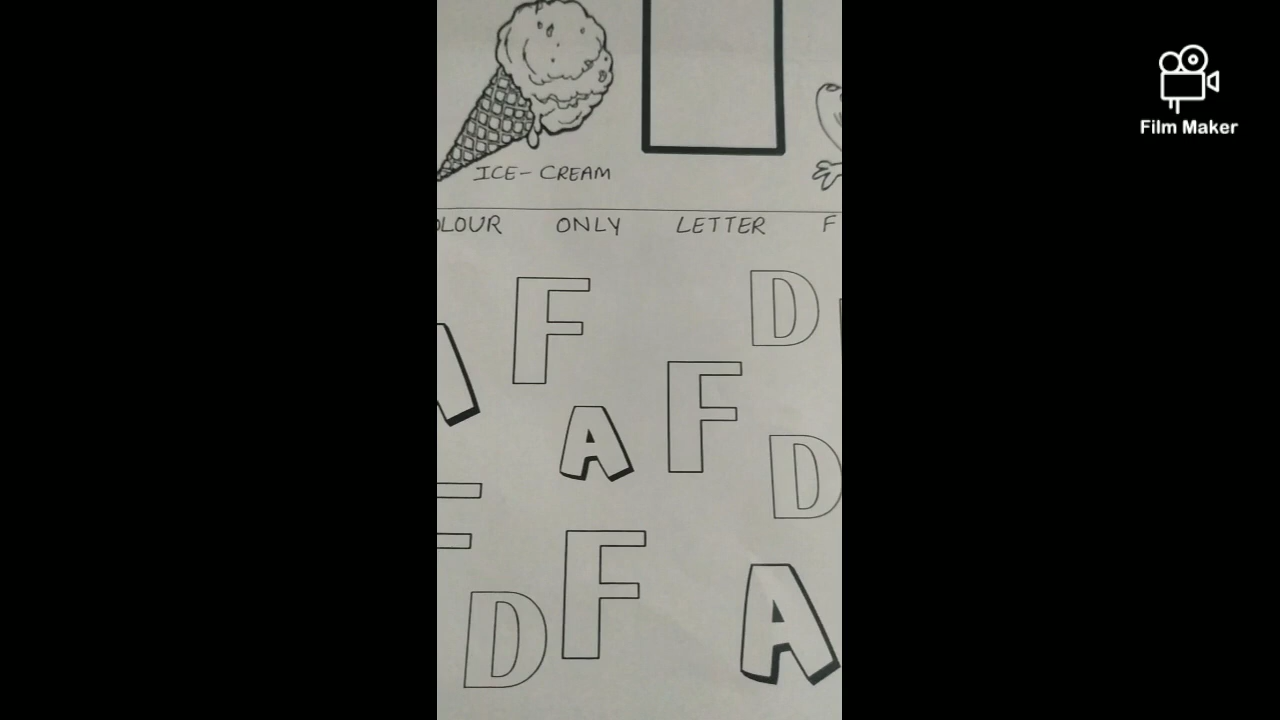 Film Maker
ICE-CREAM
OLOUR ONLY LETTER F
F D
A F
A D
F F
D A